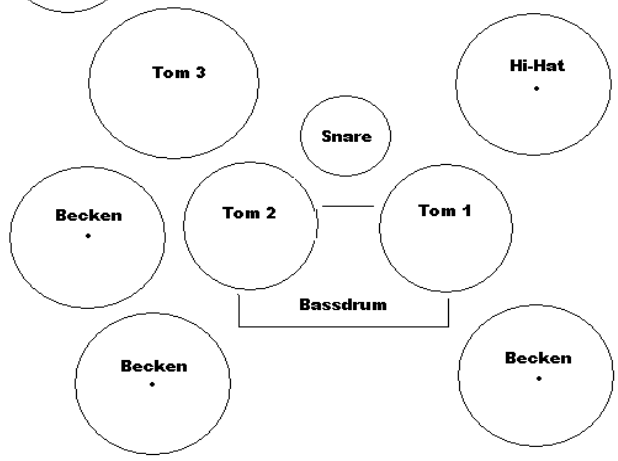 Tom 3
Hi-Hat
Snare
Becken
Tom 2
Tom 1
Bassdrum
Becken
Becken